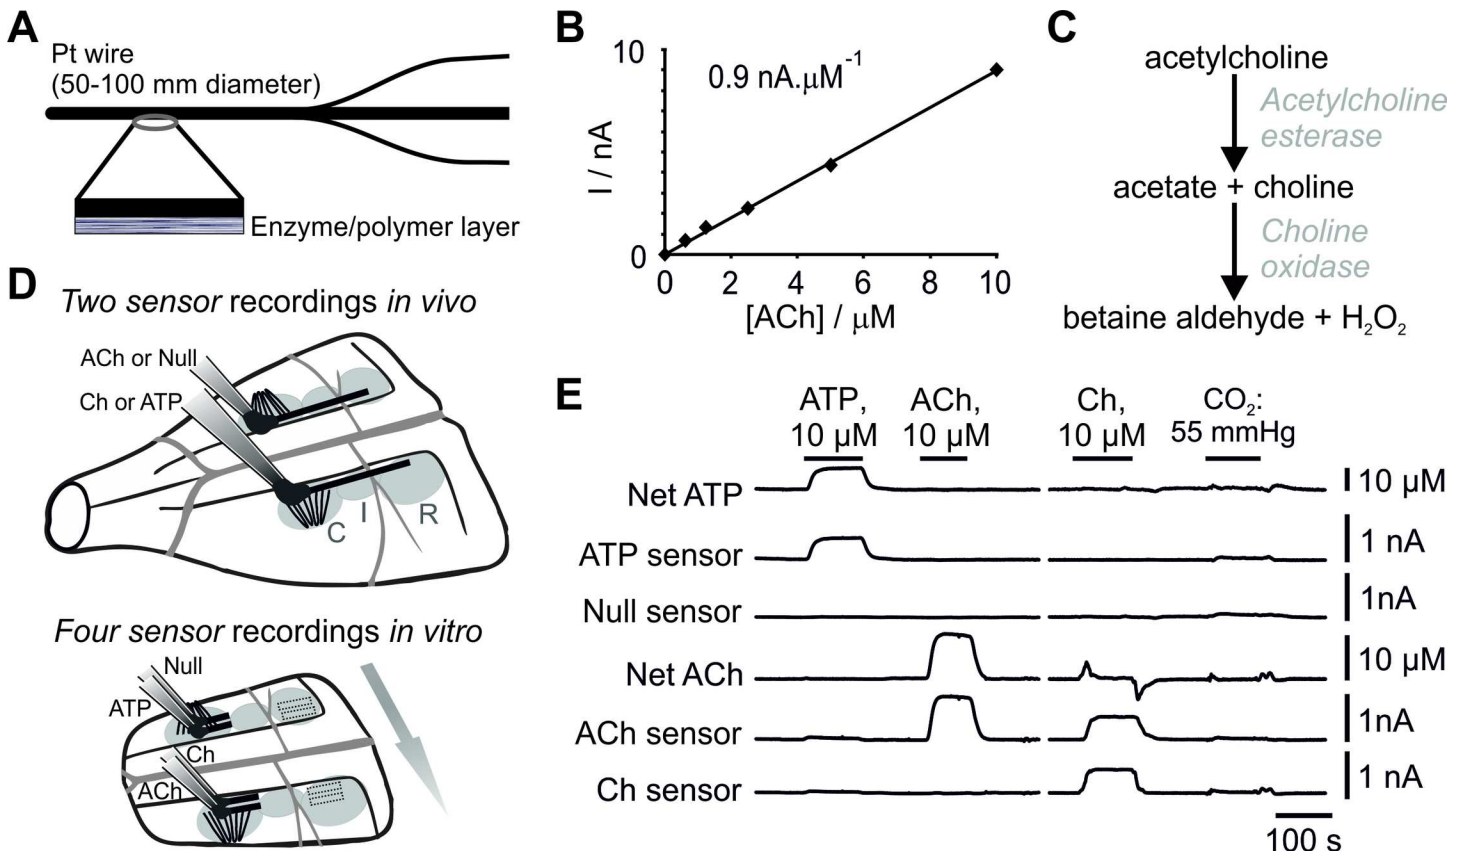 A
Pt wire
(50-100 mm diameter)
Enzyme/polymer layer
B
10
0.9 nA.µM-1
I / nA
0
0
2
4
6
8
10
[ACh] / µM
C
acetylcholine
Acetylcholine
esterase
acetate + choline
Choline
oxidase
betaine aldehyde + H2O2
D
Two sensor recordings in vivo
ACh or Null
Ch or ATP
C
I
R
Four sensor recordings in vitro
Null
ATP
Ch
ACh
E
ATP,
10 µM
ACh,
10 µM
Ch,
10 µM
CO2:
55 mmHg
Net ATP
10 µM
ATP sensor
1 nA
Null sensor
1nA
Net ACh
10 µM
ACh sensor
1nA
Ch sensor
1 nA
100 s